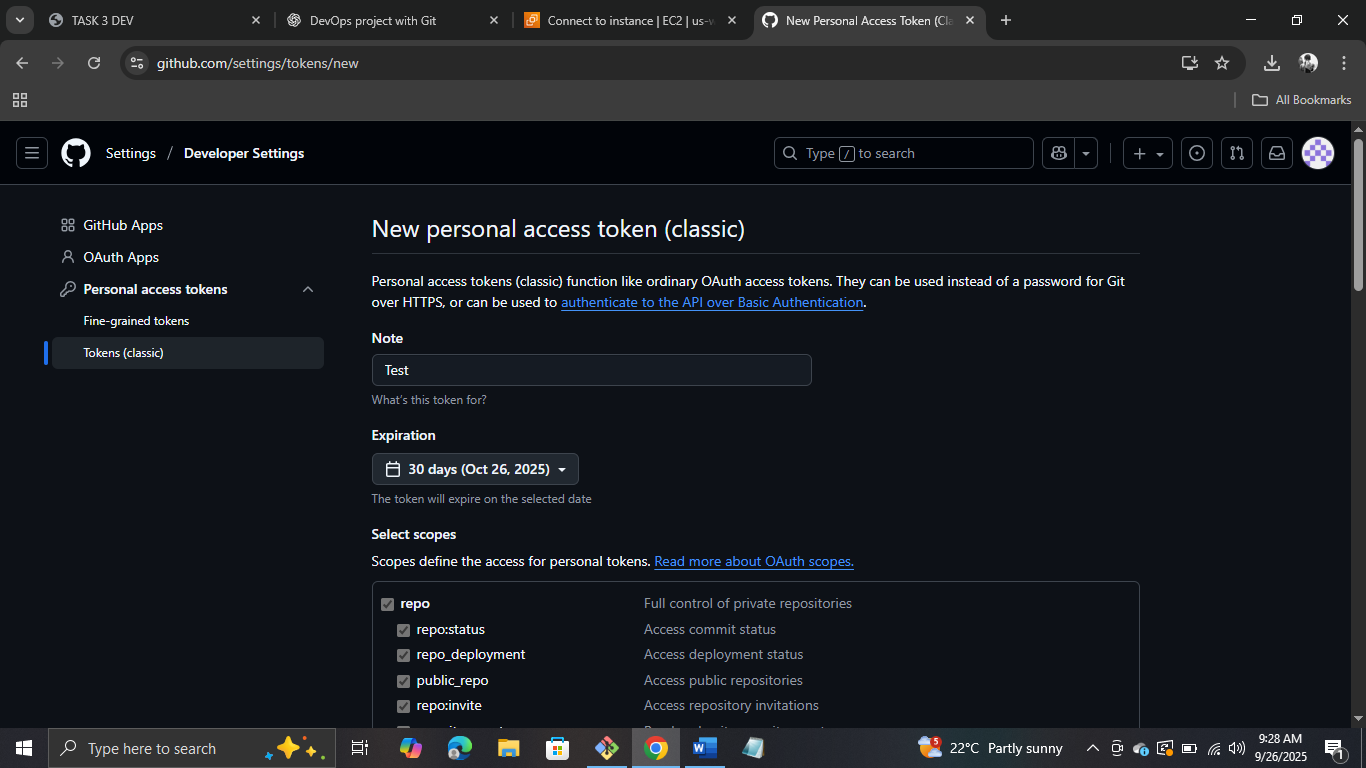 TASK 3 DEV
DevOps project with Git
Connect to instance | EC2 | us-w
New Personal Access Token (Cla
github.com/settings/tokens/new
All Bookmarks
Settings / Developer Settings
Type / to search
GitHub Apps
OAuth Apps
Personal access tokens
Fine-grained tokens
Tokens (classic)
New personal access token (classic)
Personal access tokens (classic) function like ordinary OAuth access tokens. They can be used instead of a password for Git
over HTTPS, or can be used to authenticate to the API over Basic Authentication.
Note
Test
What's this token for?
Expiration
30 days (Oct 26, 2025)
The token will expire on the selected date
Select scopes
Scopes define the access for personal tokens. Read more about OAuth scopes.
repo Full control of private repositories
repo:status Access commit status
repo_deployment Access deployment status
public_repo Access public repositories
repo:invite Access repository invitations
Type here to search
5
22°C Partly sunny
9:28 AM
9/26/2025
1